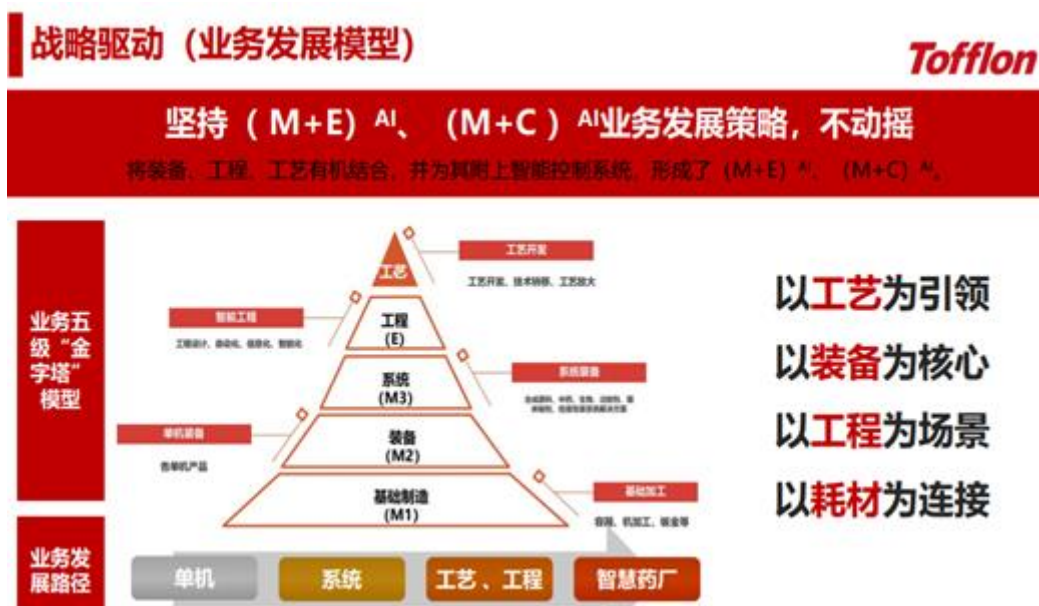 战略驱动（业务发展模型）
Tofflon
坚持（M+E）AI、（M+C）AI业务发展策略，不动摇
将装备、工程、工艺有机结合，并为其附上智能控制系统，形成了（M+E）AI、（M+C）AI。
业务五
级“金
字塔”
模型
工艺
工艺开发
工艺开发、技术转移、工艺放大
智能工程
工程设计、自动化、信息化、智能化
工程
(E)
系统
(M3)
系统装备
单机装备
各单机产品
装备
(M2)
基础制造
(M1)
基础加工
容器、机加工、钣金等
以工艺为引领
以装备为核心
以工程为场景
以耗材为连接
业务发
展路径
单机
系统
工艺、工程
智慧药厂